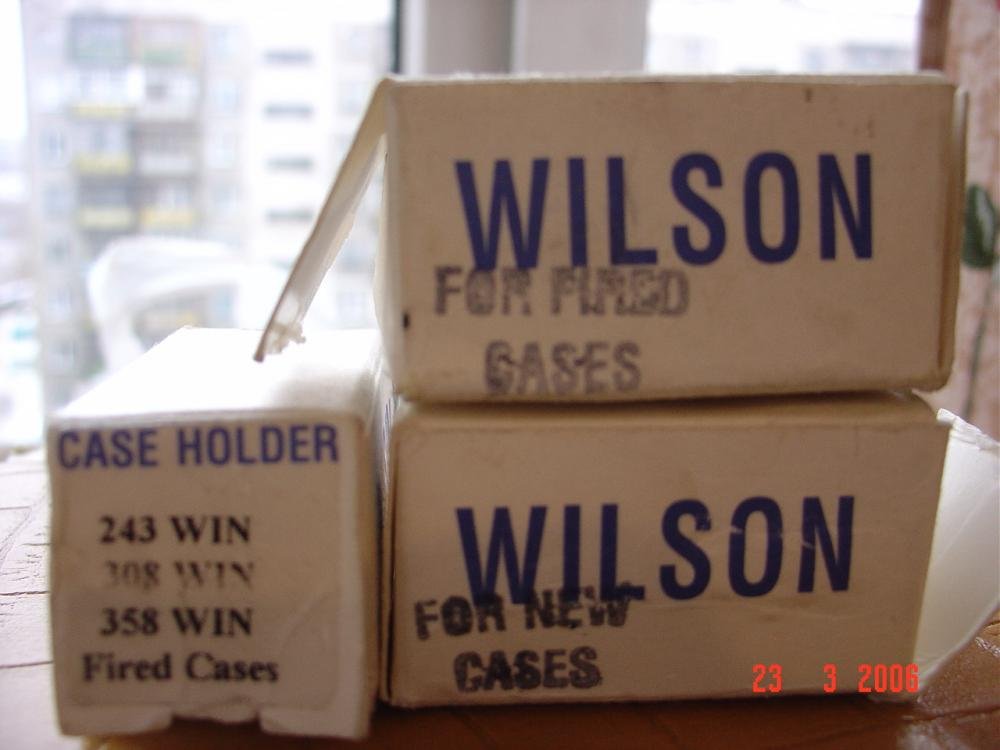 WILSON
FOR FIRED
CASES
CASE HOLDER
243 WIN
308 WIN
358 WIN
Fired Cases
WILSON
FOR NEW
CASES
23 3 2006